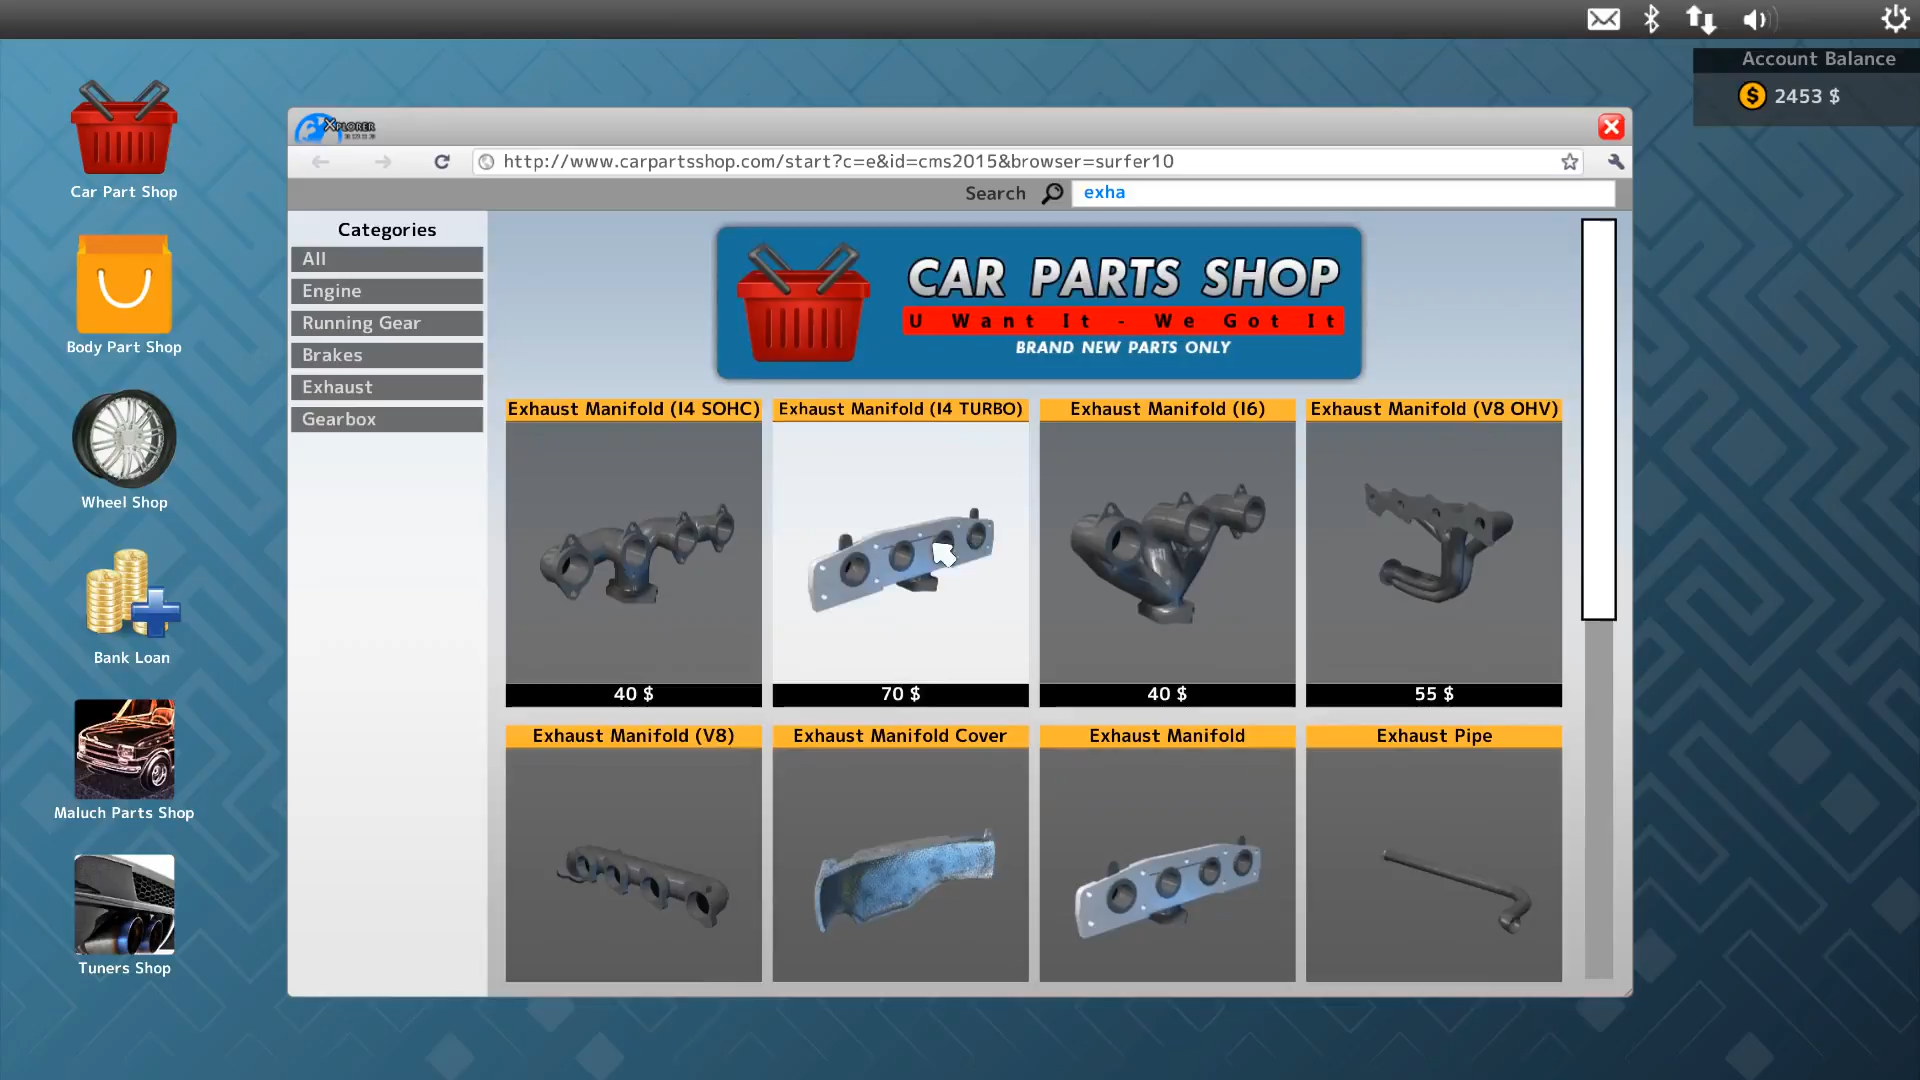 Account Balance
2453 $
Car Part Shop
Body Part Shop
Wheel Shop
Bank Loan
Maluch Parts Shop
Tuners Shop
XPLORER
http://www.carpartsshop.com/start?c=e&id=cms2015&browser=surfer10
Search exha
Categories
All
Engine
Running Gear
Brakes
Exhaust
Gearbox
CAR PARTS SHOP
U Want It - We Got It
BRAND NEW PARTS ONLY
Exhaust Manifold (I4 SOHC)
40 $
Exhaust Manifold (I4 TURBO)
70 $
Exhaust Manifold (I6)
40 $
Exhaust Manifold (V8 OHV)
55 $
Exhaust Manifold (V8)
Exhaust Manifold Cover
Exhaust Manifold
Exhaust Pipe